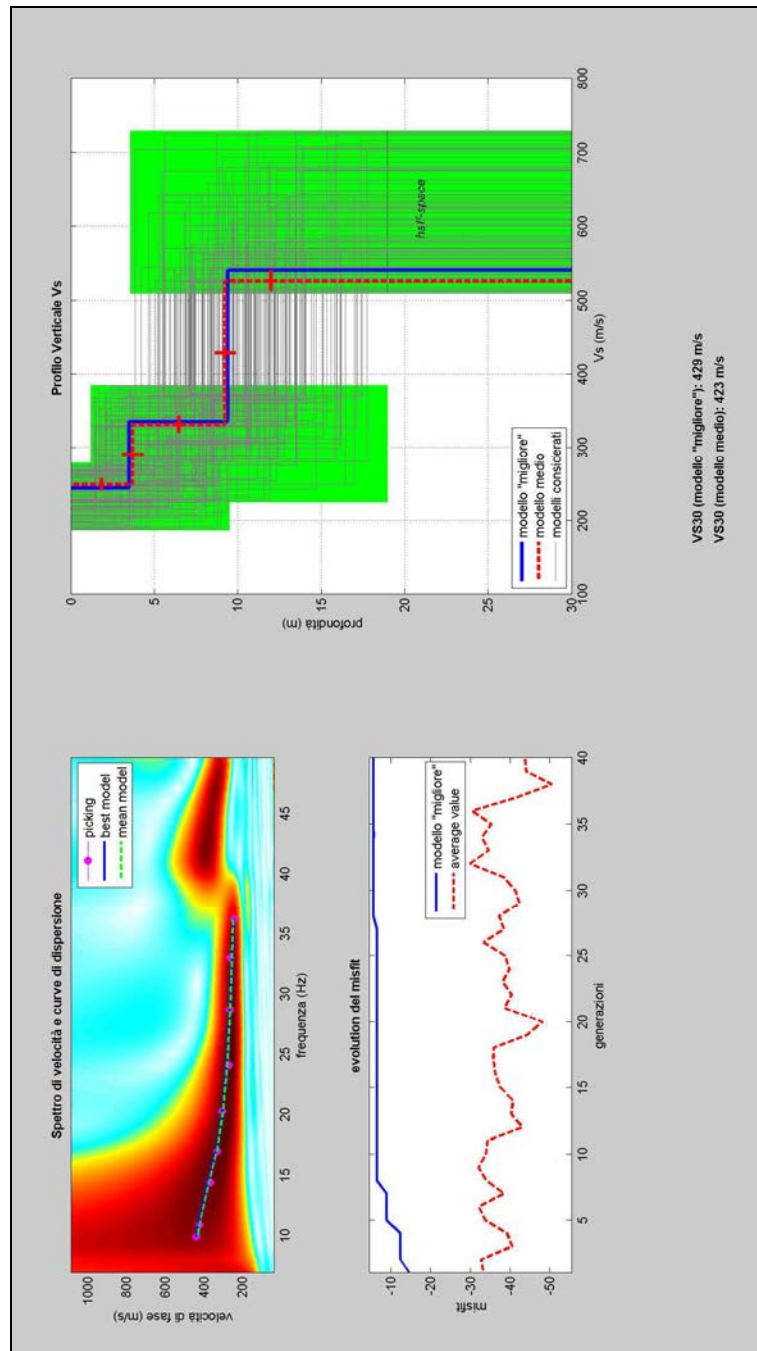 Spettro di velocità e curve di dispersione
picking
best model
mean model
1000
800
600
400
200
velocità di fase (m/s)
10
15
20
25
30
35
40
45
frequenza (Hz)
evolution del misfit
modello "migliore"
average value
-10
-20
-30
-40
-50
misfit
5
10
15
20
25
30
35
40
generazioni
Profilo Verticale Vs
0
5
10
15
20
25
30
profondità (m)
half-space
modello "migliore"
modello medio
modelli considerati
100
200
300
400
500
600
700
800
Vs (m/s)
VS30 (modello "migliore"): 429 m/s
VS30 (modello medio): 423 m/s